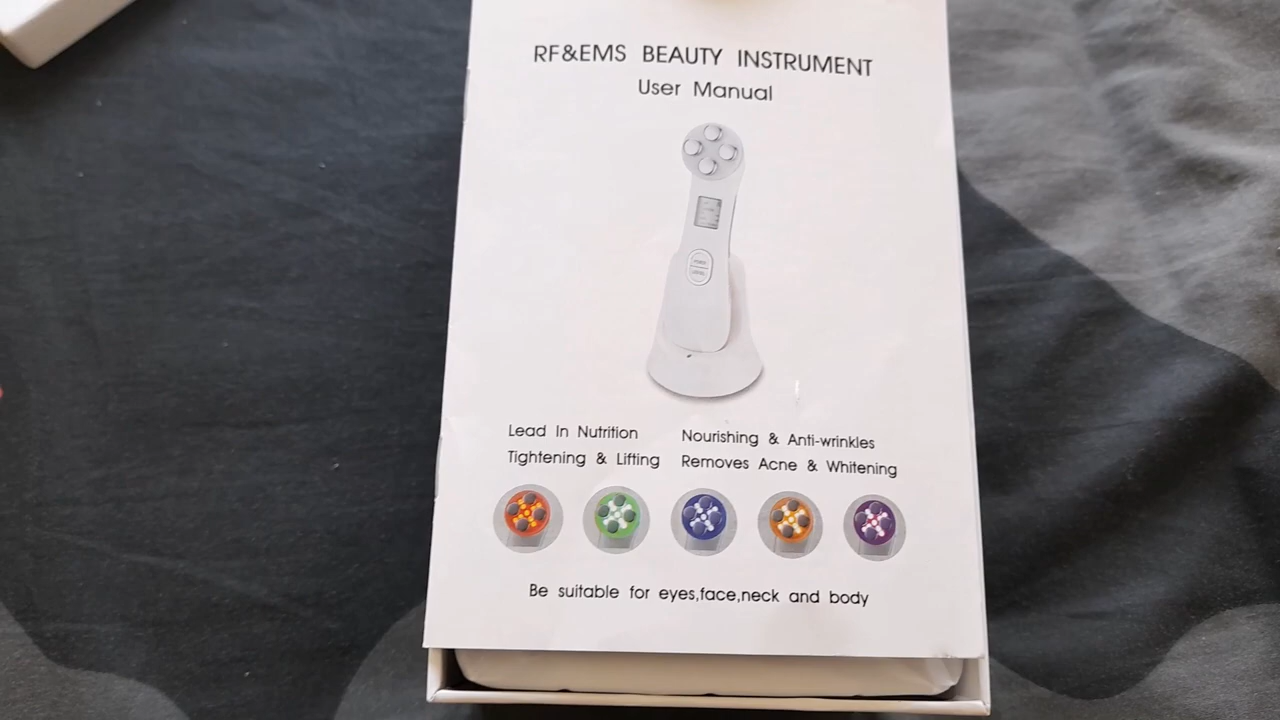 RF&EMS BEAUTY INSTRUMENT
User Manual
Lead In Nutrition
Tightening & Lifting
Nourishing & Anti-wrinkles
Removes Acne & Whitening
Be suitable for eyes,face,neck and body